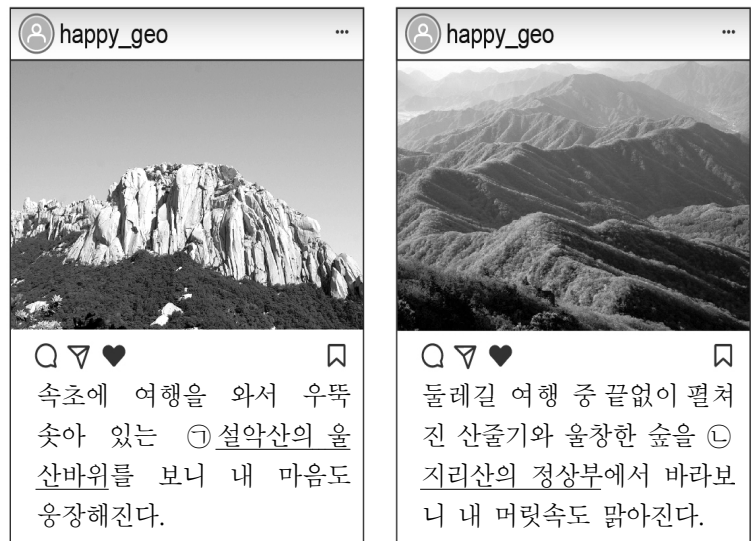 happy_geo
속초에 여행을 와서 우뚝
솟아 있는 ㉠설악산의 울
산바위를 보니 내 마음도
웅장해진다.
happy_geo
둘레길 여행 중 끝없이 펼쳐
진 산줄기와 울창한 숲을 ㉡
지리산의 정상부에서 바라보
니 내 머릿속도 맑아진다.